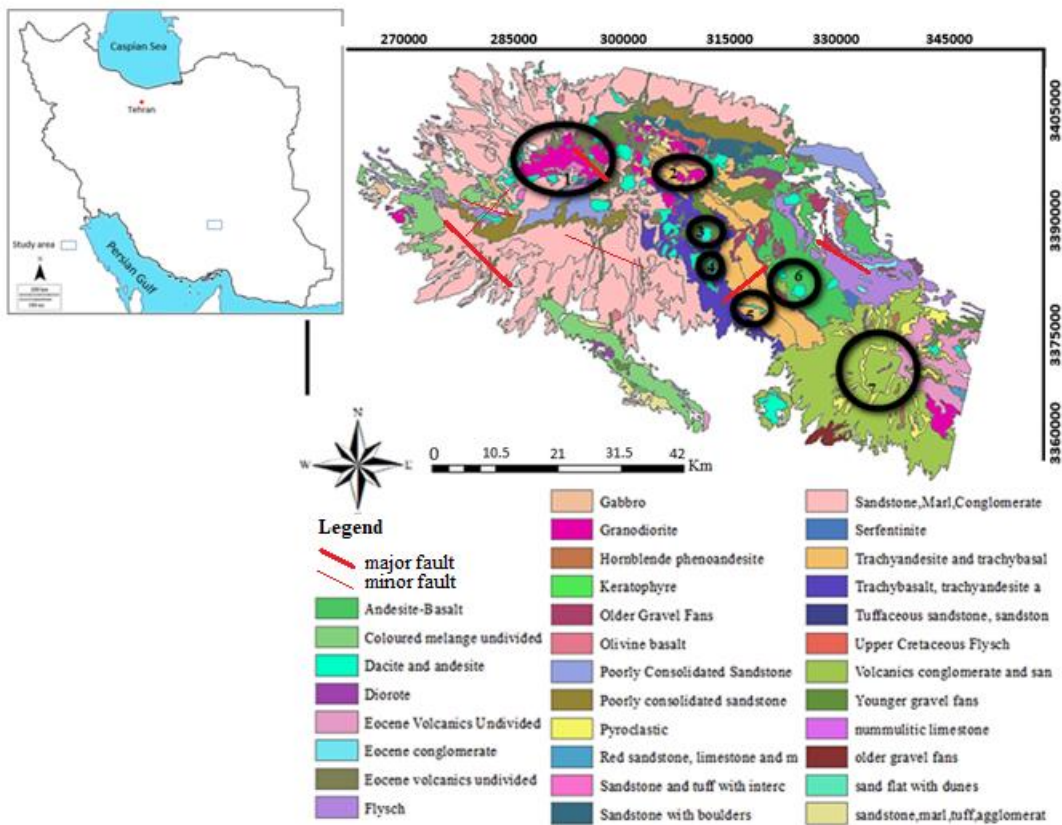 Caspian Sea
Tehran
Study area
Persian Gulf
N
270000 285000 300000 315000 330000 345000
3405000
3390000
3375000
3360000
1
2
3
4
5
6
7
N
W
0 10.5 21 31.5 42
Km
Legend
major fault
minor fault
Andesite-Basalt
Coloured melange undivided
Dacite and andesite
Diorote
Eocene Volcanics Undivided
Eocene conglomerate
Eocene volcanics undivided
Flysch
Gabbro
Granodiorite
Hornblende phenoandesite
Keratophyre
Older Gravel Fans
Olivine basalt
Poorly Consolidated Sandstone
Poorly consolidated sandstone
Pyroclastic
Red sandstone, limestone and m
Sandstone and tuff with interc
Sandstone with boulders
Sandstone,Marl,Conglomerate
Serfentinite
Trachyandesite and trachybasal
Trachybasalt, trachyandesite a
Tuffaceous sandstone, sandston
Upper Cretaceous Flysch
Volcanics conglomerate and san
Younger gravel fans
nummulitic limestone
older gravel fans
sand flat with dunes
sandstone,marl,tuff,agglomerat